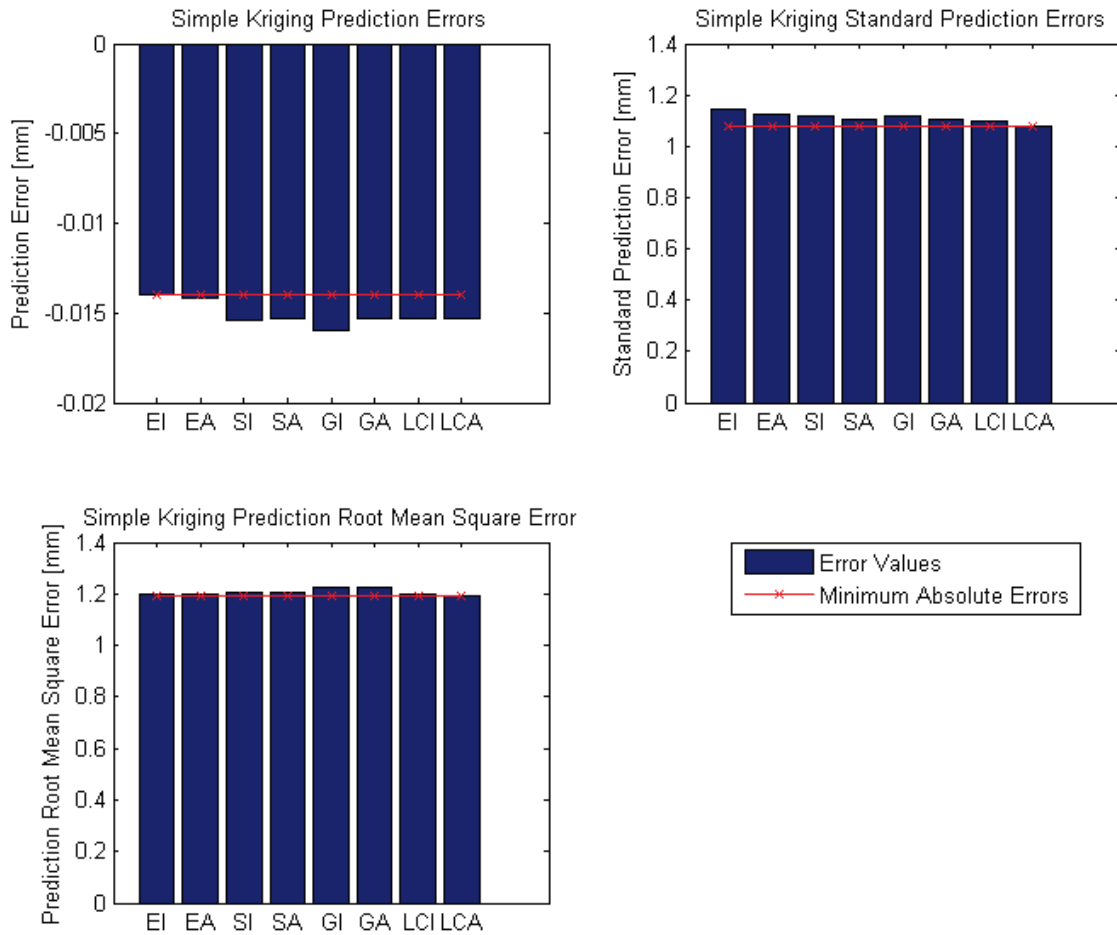 Simple Kriging Prediction Errors
Prediction Error [mm]
0
-0.005
-0.01
-0.015
-0.02
EI EA SI SA GI GA LCI LCA
Simple Kriging Standard Prediction Errors
Standard Prediction Error [mm]
1.4
1.2
1
0.8
0.6
0.4
0.2
0
EI EA SI SA GI GA LCI LCA
Simple Kriging Prediction Root Mean Square Error
Prediction Root Mean Square Error [mm]
1.4
1.2
1
0.8
0.6
0.4
0.2
0
EI EA SI SA GI GA LCI LCA
Error Values
Minimum Absolute Errors